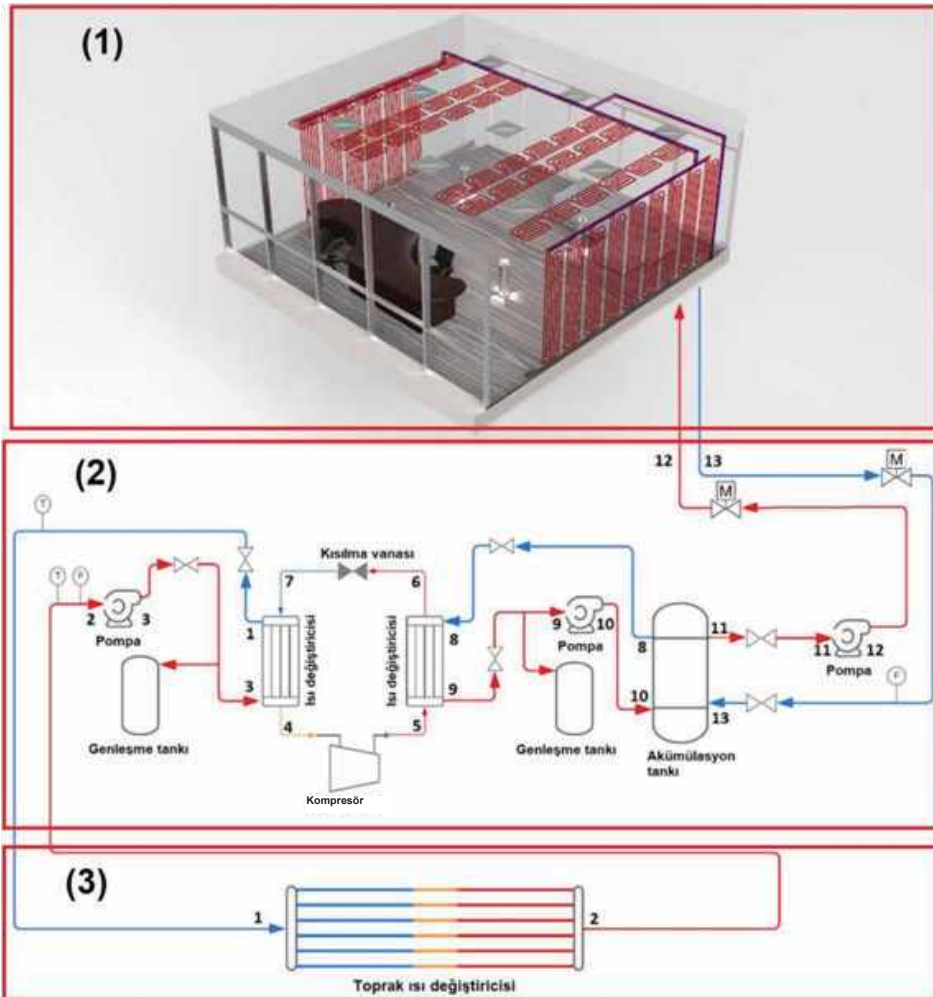 (1)
12
13
(2)
M
M
T
T
F
2
3
Pompa
Genleşme tankı
1
3
Isı değiştiricisi
Kısılma vanası
7
6
4
5
Kompresör
Isı değiştiricisi
8
9
9
10
Pompa
Genleşme tankı
8
11
10
13
Akümülasyon
tankı
11
12
Pompa
F
(3)
1
2
Toprak ısı değiştiricisi